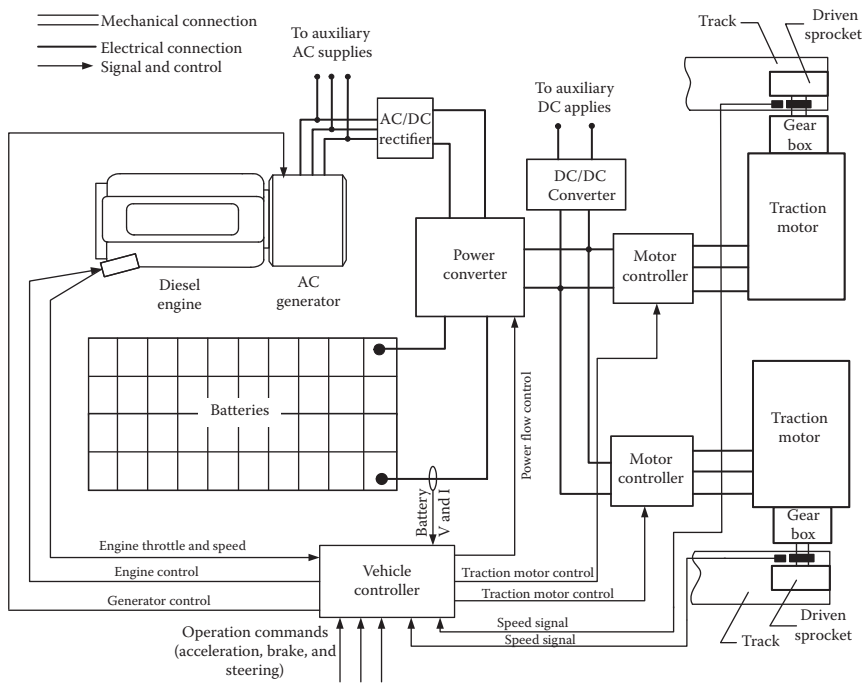 Mechanical connection
Electrical connection
Signal and control
To auxiliary
AC supplies
AC/DC
rectifier
To auxiliary
DC applies
DC/DC
Converter
Track
Driven
sprocket
Gear
box
Traction
motor
Power
converter
Motor
controller
Diesel
engine
AC
generator
Batteries
Power flow control
Traction
motor
Motor
controller
Battery
V and I
Gear
box
Engine throttle and speed
Engine control
Generator control
Vehicle
controller
Traction motor control
Traction motor control
Speed signal
Speed signal
Operation commands
(acceleration, brake, and
steering)
Track
Driven
sprocket